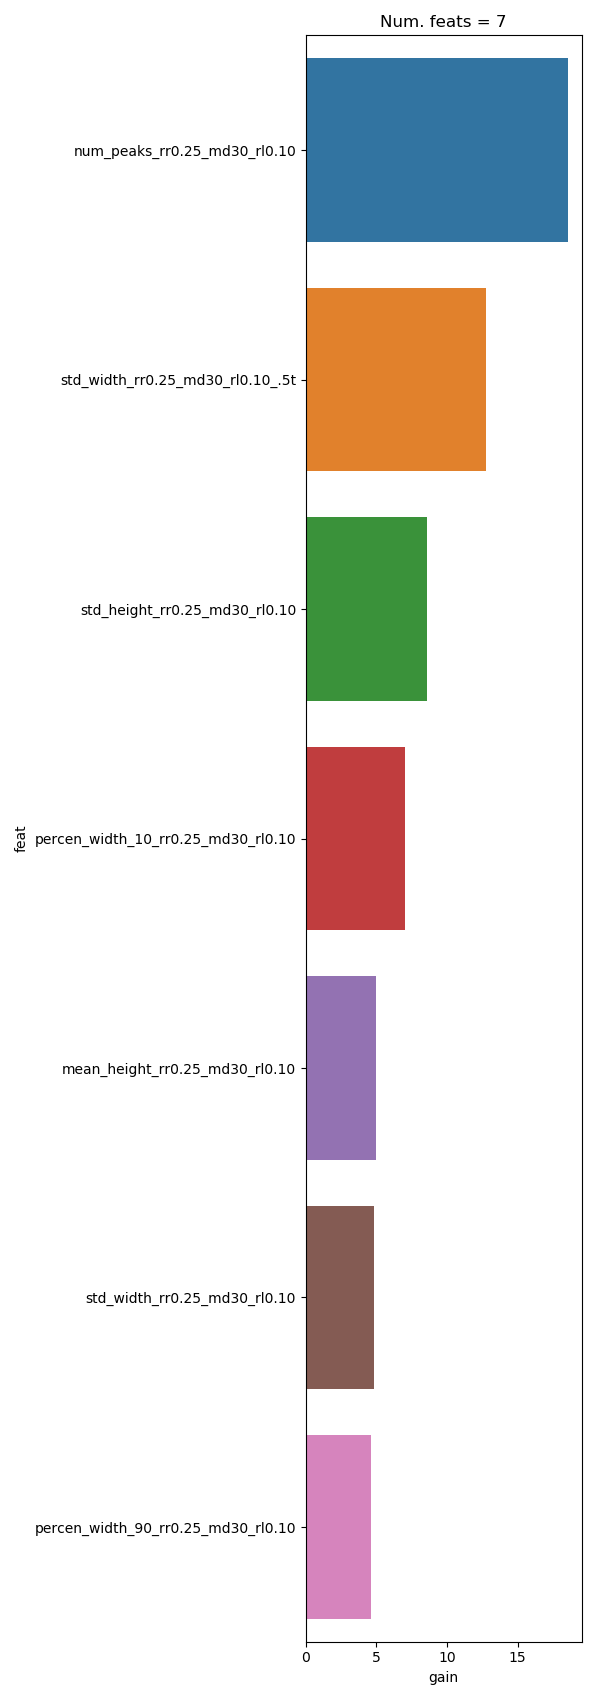 Num. feats = 7
num_peaks_rr0.25_md30_rl0.10
std_width_rr0.25_md30_rl0.10_.5t
std_height_rr0.25_md30_rl0.10
percen_width_10_rr0.25_md30_rl0.10
feat
mean_height_rr0.25_md30_rl0.10
std_width_rr0.25_md30_rl0.10
percen_width_90_rr0.25_md30_rl0.10
0 5 10 15
gain